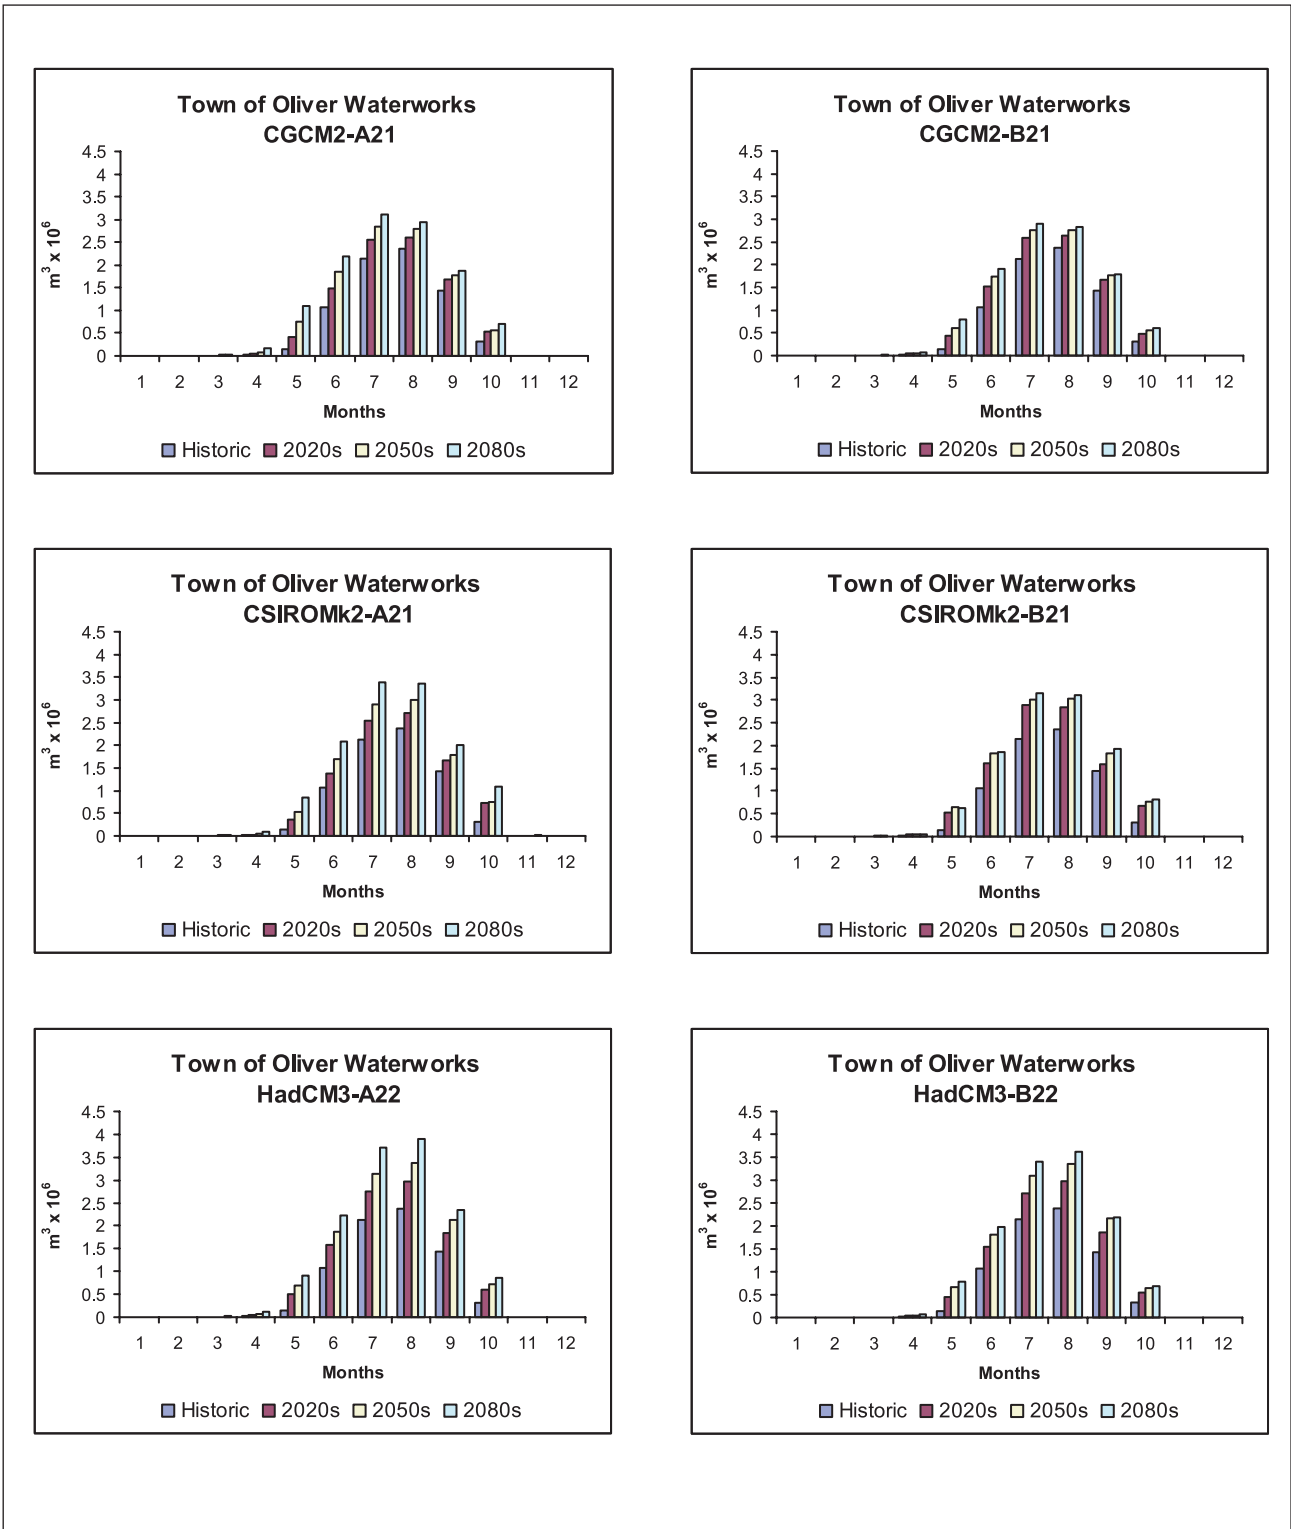 Town of Oliver Waterworks
CGCM2-A21
4.5
4
3.5
3
2.5
2
1.5
1
0.5
0
m³ x 10⁶
1 2 3 4 5 6 7 8 9 10 11 12
Months
Historic 2020s 2050s 2080s
Town of Oliver Waterworks
CGCM2-B21
4.5
4
3.5
3
2.5
2
1.5
1
0.5
0
m³ x 10⁶
1 2 3 4 5 6 7 8 9 10 11 12
Months
Historic 2020s 2050s 2080s
Town of Oliver Waterworks
CSIROMk2-A21
4.5
4
3.5
3
2.5
2
1.5
1
0.5
0
m³ x 10⁶
1 2 3 4 5 6 7 8 9 10 11 12
Months
Historic 2020s 2050s 2080s
Town of Oliver Waterworks
CSIROMk2-B21
4.5
4
3.5
3
2.5
2
1.5
1
0.5
0
m³ x 10⁶
1 2 3 4 5 6 7 8 9 10 11 12
Months
Historic 2020s 2050s 2080s
Town of Oliver Waterworks
HadCM3-A22
4.5
4
3.5
3
2.5
2
1.5
1
0.5
0
m³ x 10⁶
1 2 3 4 5 6 7 8 9 10 11 12
Months
Historic 2020s 2050s 2080s
Town of Oliver Waterworks
HadCM3-B22
4.5
4
3.5
3
2.5
2
1.5
1
0.5
0
m³ x 10⁶
1 2 3 4 5 6 7 8 9 10 11 12
Months
Historic 2020s 2050s 2080s